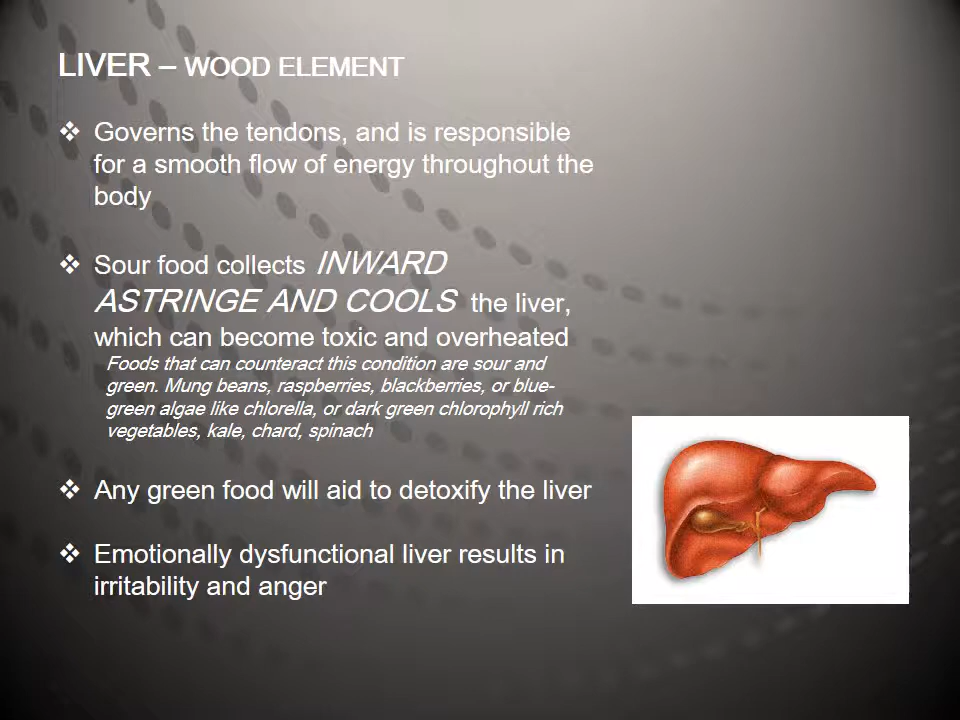 LIVER – WOOD ELEMENT
❖ Governs the tendons, and is responsible
for a smooth flow of energy throughout the
body
❖ Sour food collects INWARD
ASTRINGE AND COOLS the liver,
which can become toxic and overheated
Foods that can counteract this condition are sour and
green. Mung beans, raspberries, blackberries, or blue-
green algae like chlorella, or dark green chlorophyll rich
vegetables, kale, chard, spinach
❖ Any green food will aid to detoxify the liver
❖ Emotionally dysfunctional liver results in
irritability and anger